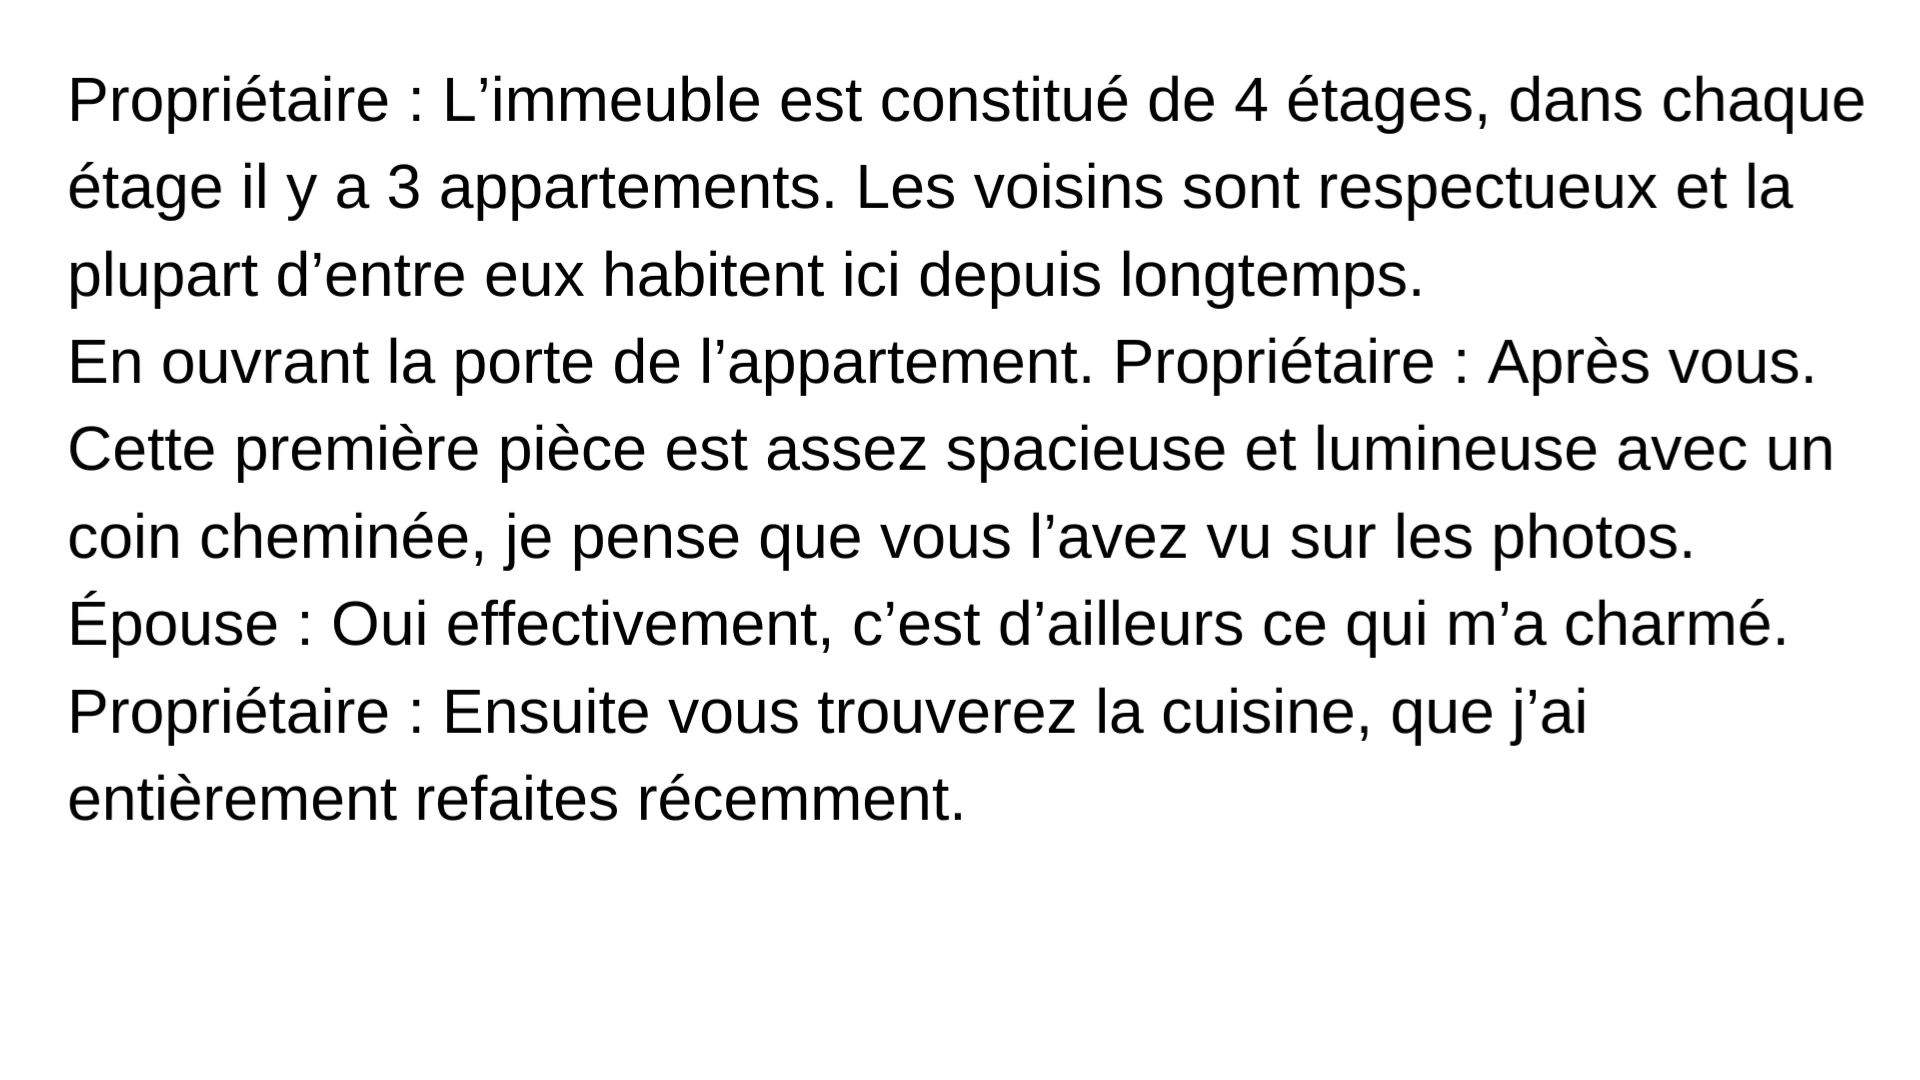 Propriétaire : L’immeuble est constitué de 4 étages, dans chaque
étage il y a 3 appartements. Les voisins sont respectueux et la
plupart d’entre eux habitent ici depuis longtemps.
En ouvrant la porte de l’appartement. Propriétaire : Après vous.
Cette première pièce est assez spacieuse et lumineuse avec un
coin cheminée, je pense que vous l’avez vu sur les photos.
Épouse : Oui effectivement, c’est d’ailleurs ce qui m’a charmé.
Propriétaire : Ensuite vous trouverez la cuisine, que j’ai
entièrement refaites récemment.